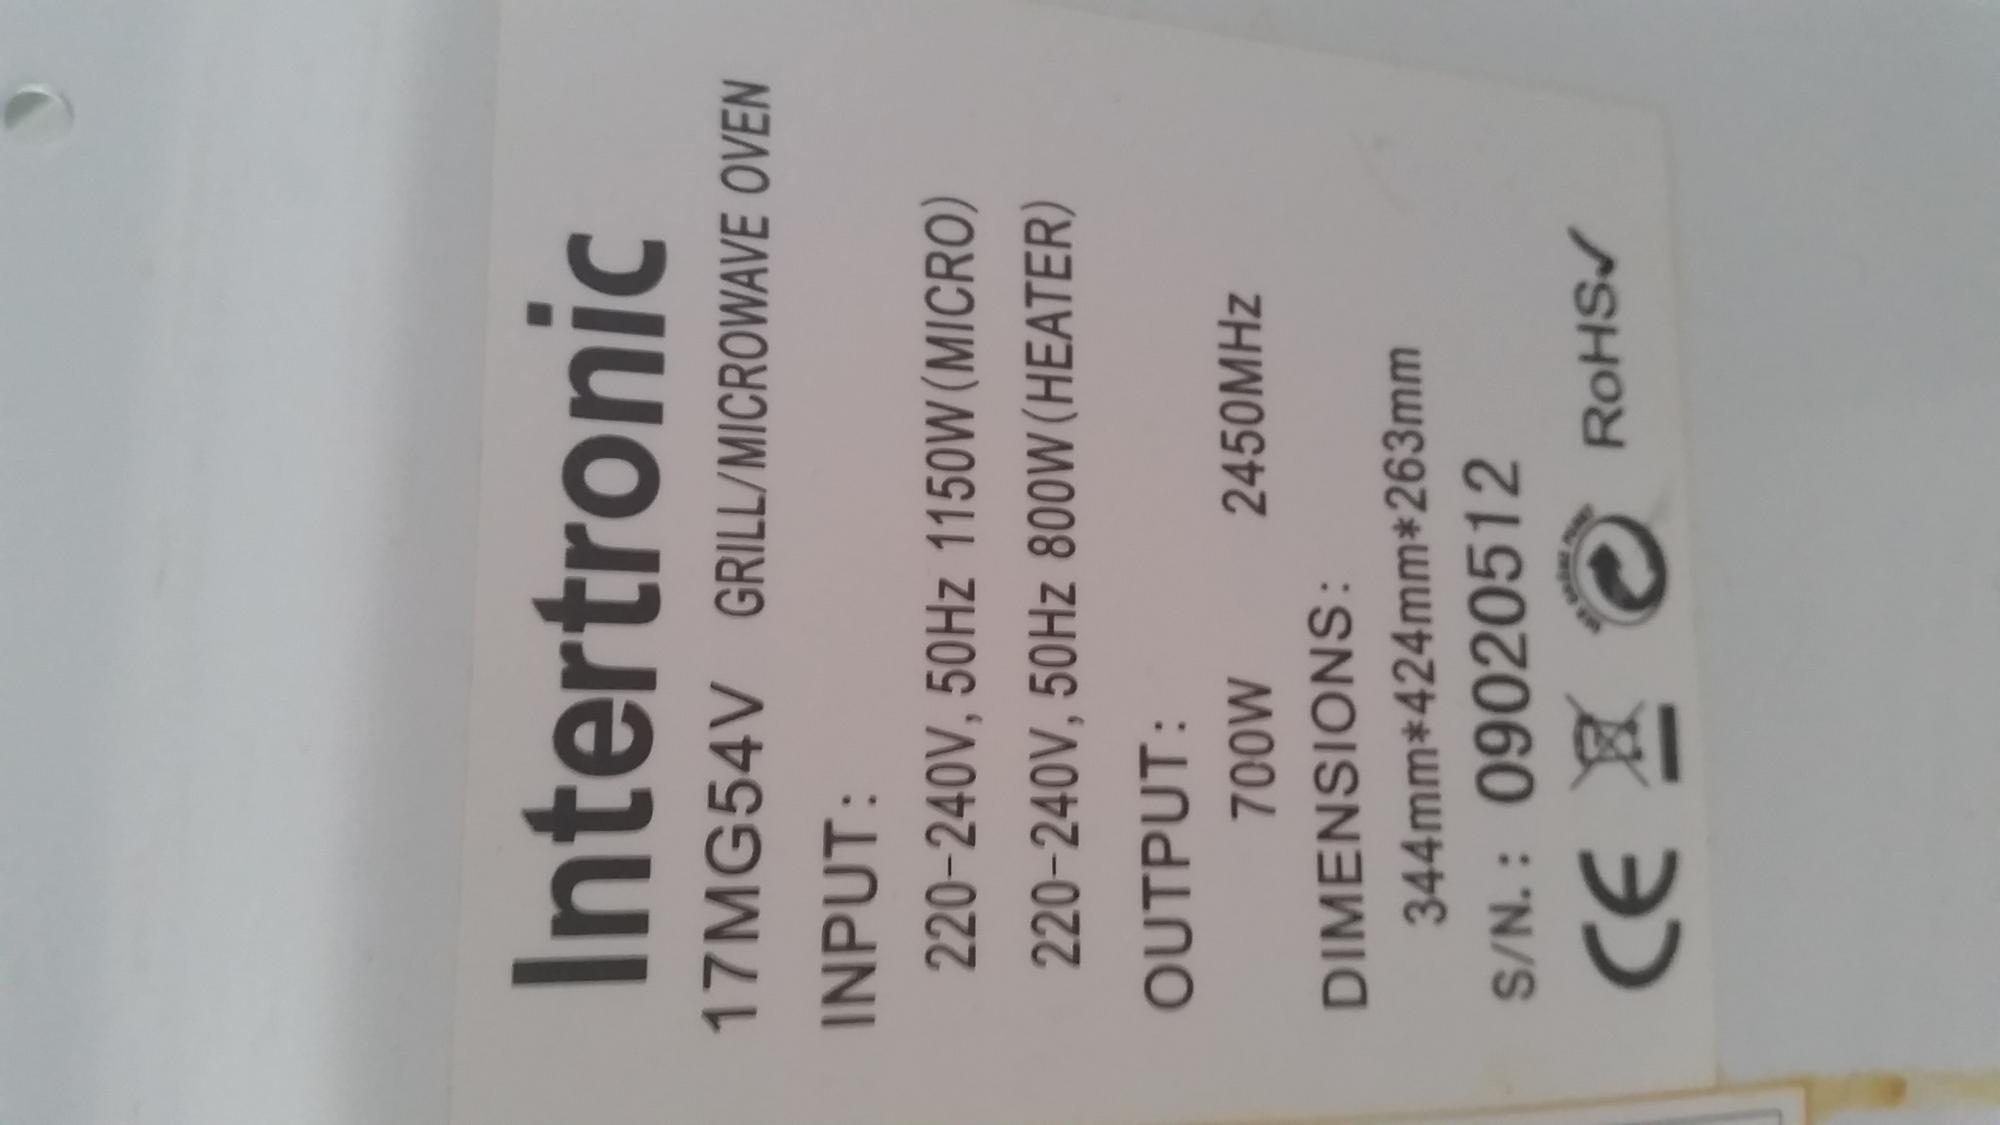 Intertronic
17MG54V GRILL/MICROWAVE OVEN
INPUT:
220-240V, 50Hz 1150W(MICRO)
220-240V, 50Hz 800W(HEATER)
OUTPUT:
700W 2450MHz
DIMENSIONS:
344mm*424mm*263mm
S/N.: 09020512
CE RoHS✓